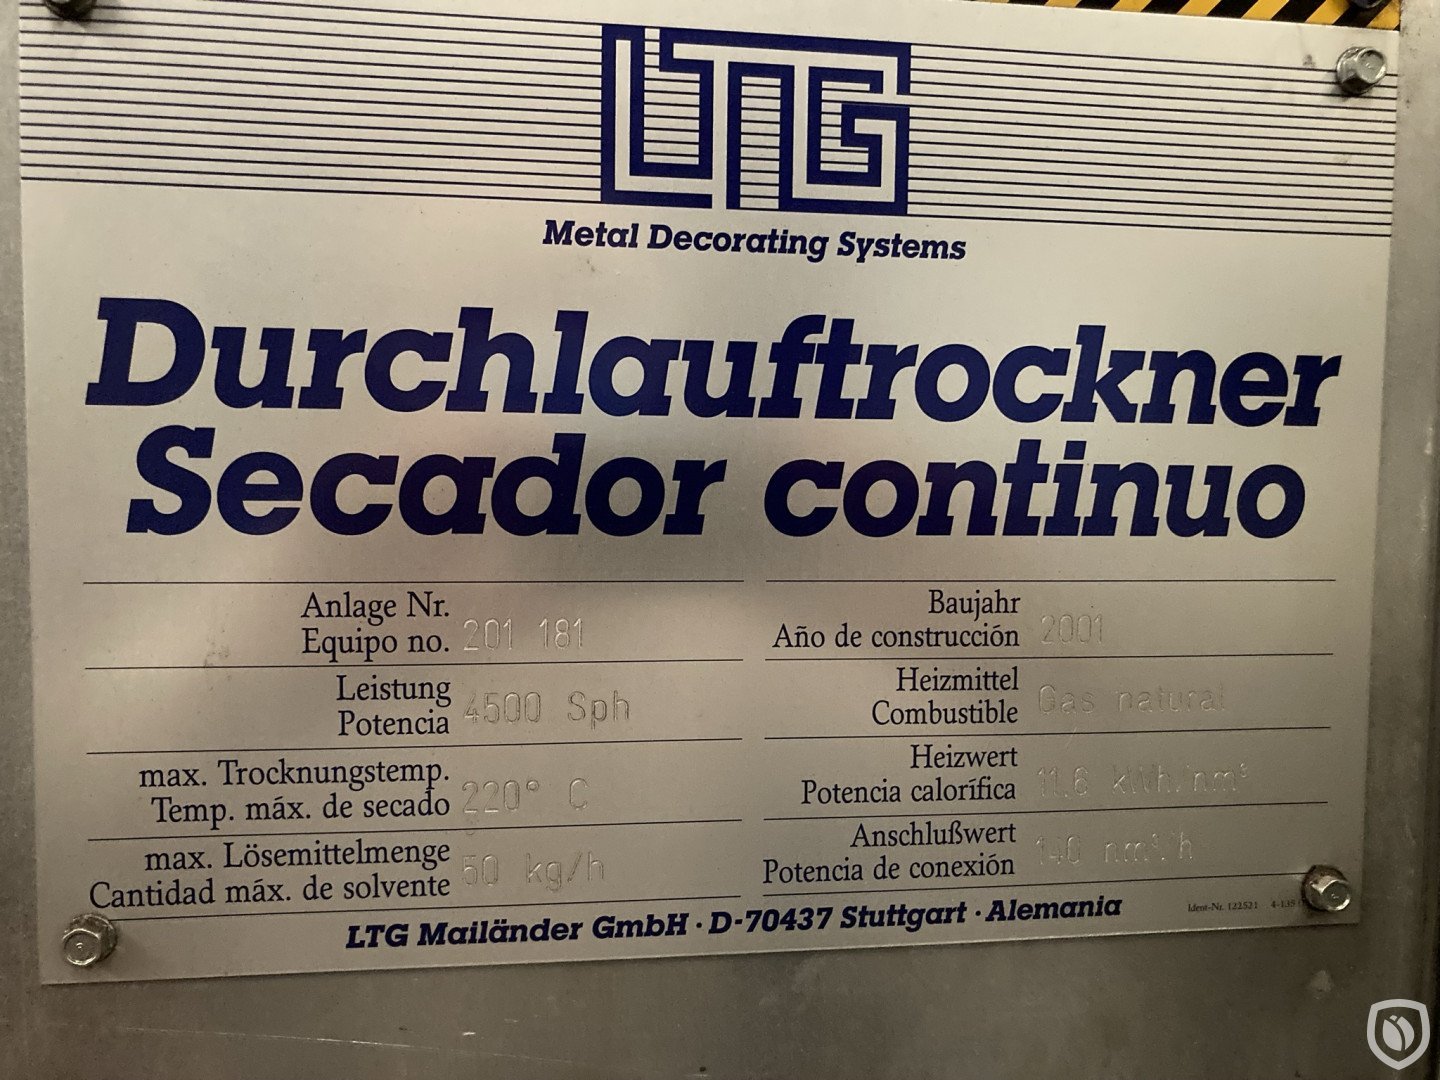 LTG
Metal Decorating Systems
Durchlauftrockner
Secador continuo
Anlage Nr.
Equipo no. 201 181
Leistung
Potencia 4500 Sph
max. Trocknungstemp.
Temp. máx. de secado 220° C
max. Lösemittelmenge
Cantidad máx. de solvente 50 kg/h
Baujahr
Año de construcción 2001
Heizmittel
Combustible Gas natural
Heizwert
Potencia calorífica 11.6 kWh/nm³
Anschlußwert
Potencia de conexión 140 nm³/h
LTG Mailänder GmbH · D-70437 Stuttgart · Alemania
Ident-Nr. 122521